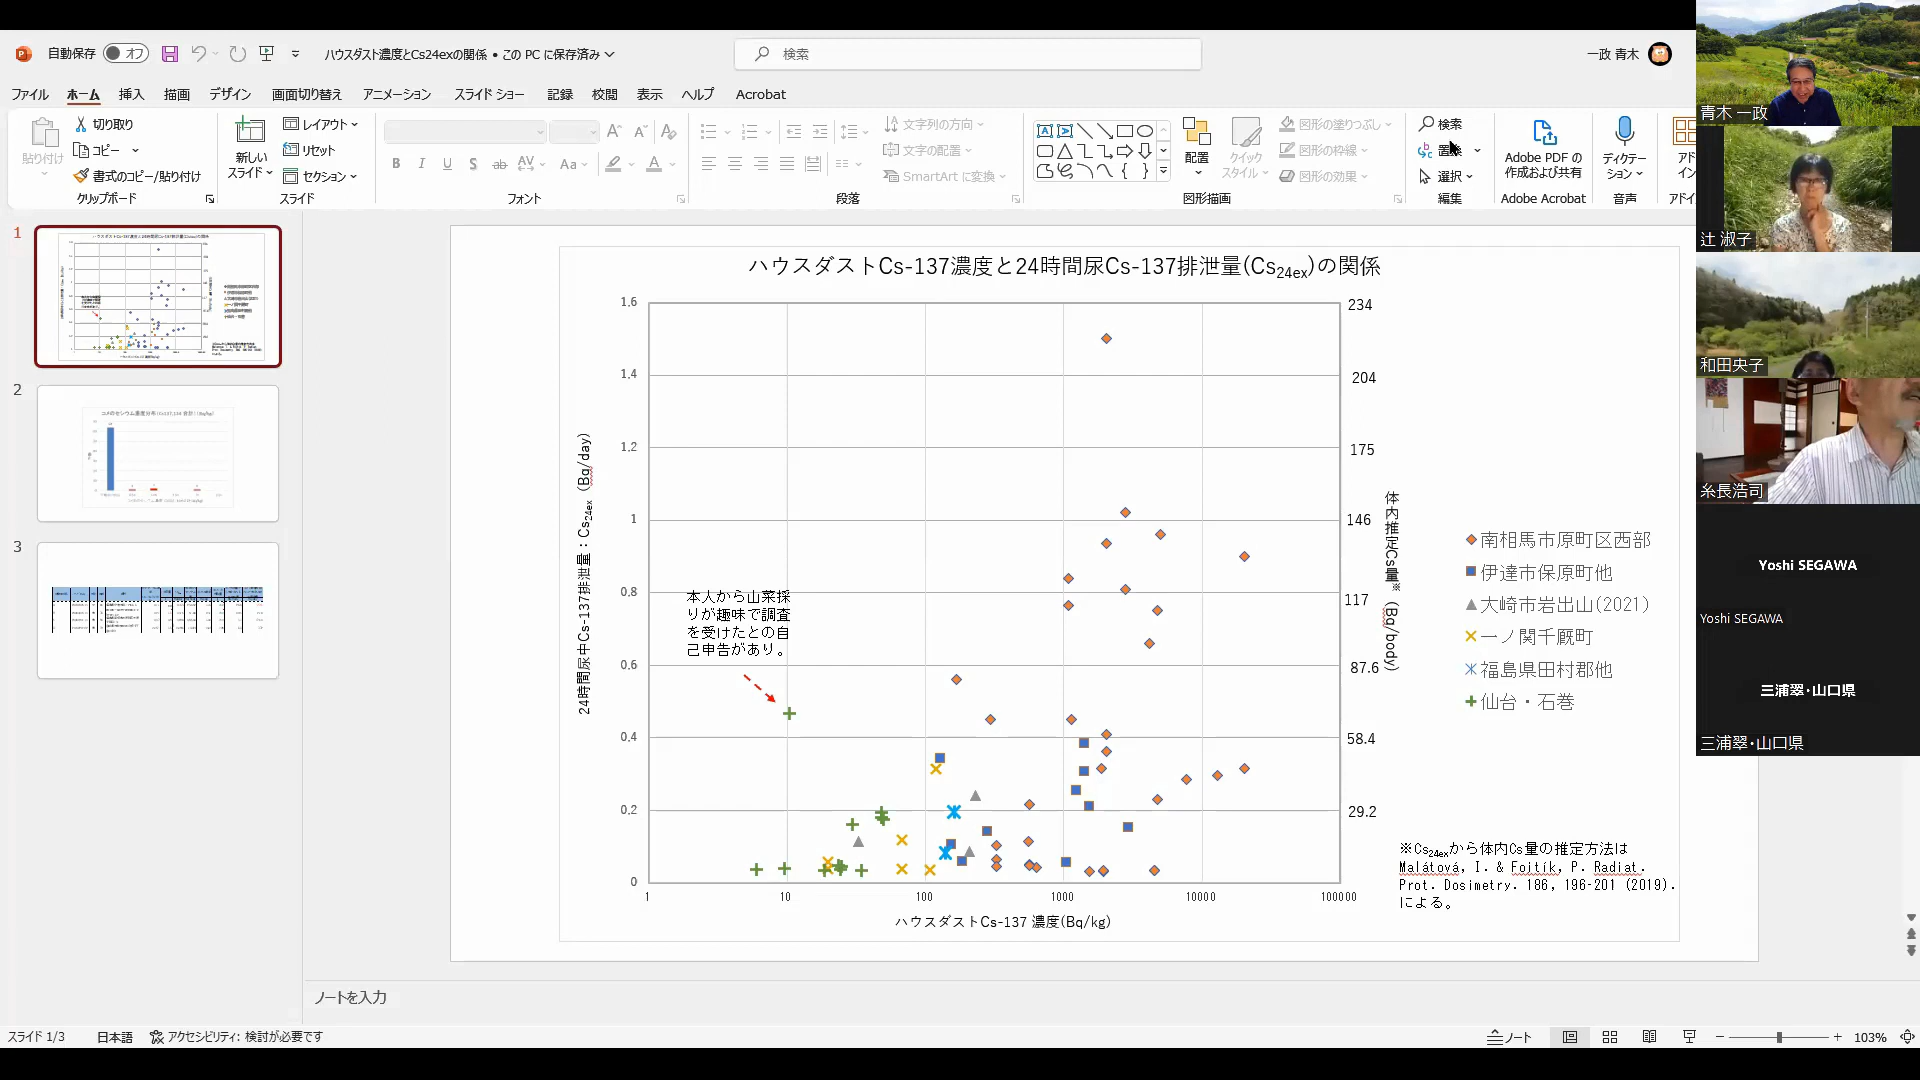 自動保存 オフ ハウスダスト濃度とCs24exの関係 • この PC に保存済み 検索 一政 青木
ファイル ホーム 挿入 描画 デザイン 画面切り替え アニメーション スライド ショー 記録 校閲 表示 ヘルプ Acrobat
貼り付け
切り取り
コピー
書式のコピー/貼り付け
クリップボード
新しい
スライド
レイアウト
リセット
セクション
スライド
B I U S ab AV Aa A
フォント
文字列の方向
文字の配置
SmartArt に変換
段落
配置
クイック
スタイル
図形の塗りつぶし
図形の枠線
図形の効果
図形描画
検索
置換
選択
編集
Adobe PDF の
作成および共有
Adobe Acrobat
ディクテー
ション
音声
アド
イン
アドイン
1
2
3
ハウスダストCs-137濃度と24時間尿Cs-137排泄量(Cs24ex)の関係
24時間尿中Cs-137排泄量：Cs24ex (Bq/day)
1.6
1.4
1.2
1
0.8
0.6
0.4
0.2
0
234
204
175
146
117
87.6
58.4
29.2
体内推定Cs量※ (Bq/body)
本人から山菜採
りが趣味で調査
を受けたとの自
己申告があり。
1 10 100 1000 10000 100000
ハウスダストCs-137 濃度(Bq/kg)
南相馬市原町区西部
伊達市保原町他
大崎市岩出山(2021)
一ノ関千厩町
福島県田村郡他
仙台・石巻
※Cs24exから体内Cs量の推定方法は
Malátová, I. & Fojtík, P. Radiat.
Prot. Dosimetry. 186, 196-201 (2019).
による。
ノートを入力
スライド 1/3 日本語 アクセシビリティ: 検討が必要です ノート 103%
青木 一政
辻 淑子
和田央子
糸長浩司
Yoshi SEGAWA
Yoshi SEGAWA
三浦翠・山口県
三浦翠・山口県